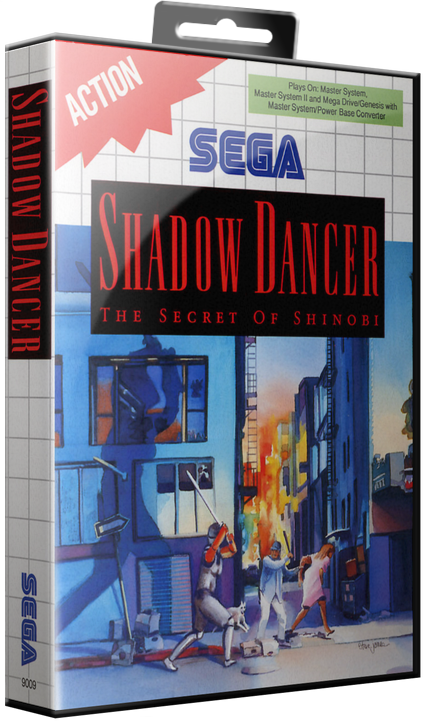 ACTION
Plays On: Master System,
Master System II and Mega Drive/Genesis with
Master System/Power Base Converter
SEGA
SHADOW DANCER
THE SECRET OF SHINOBI
SHADOW DANCER
SEGA
9009